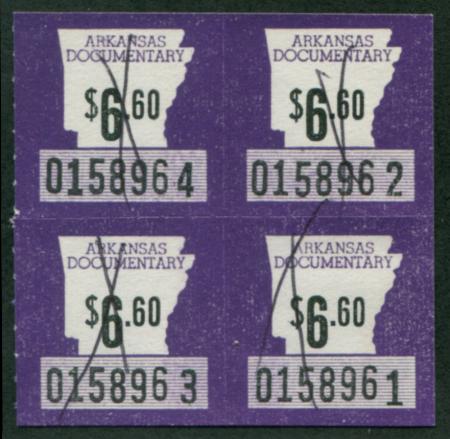 ARKANSAS
DOCUMENTARY
$6.60
0158964
ARKANSAS
DOCUMENTARY
$6.60
0158962
ARKANSAS
DOCUMENTARY
$6.60
0158963
ARKANSAS
DOCUMENTARY
$6.60
0158961